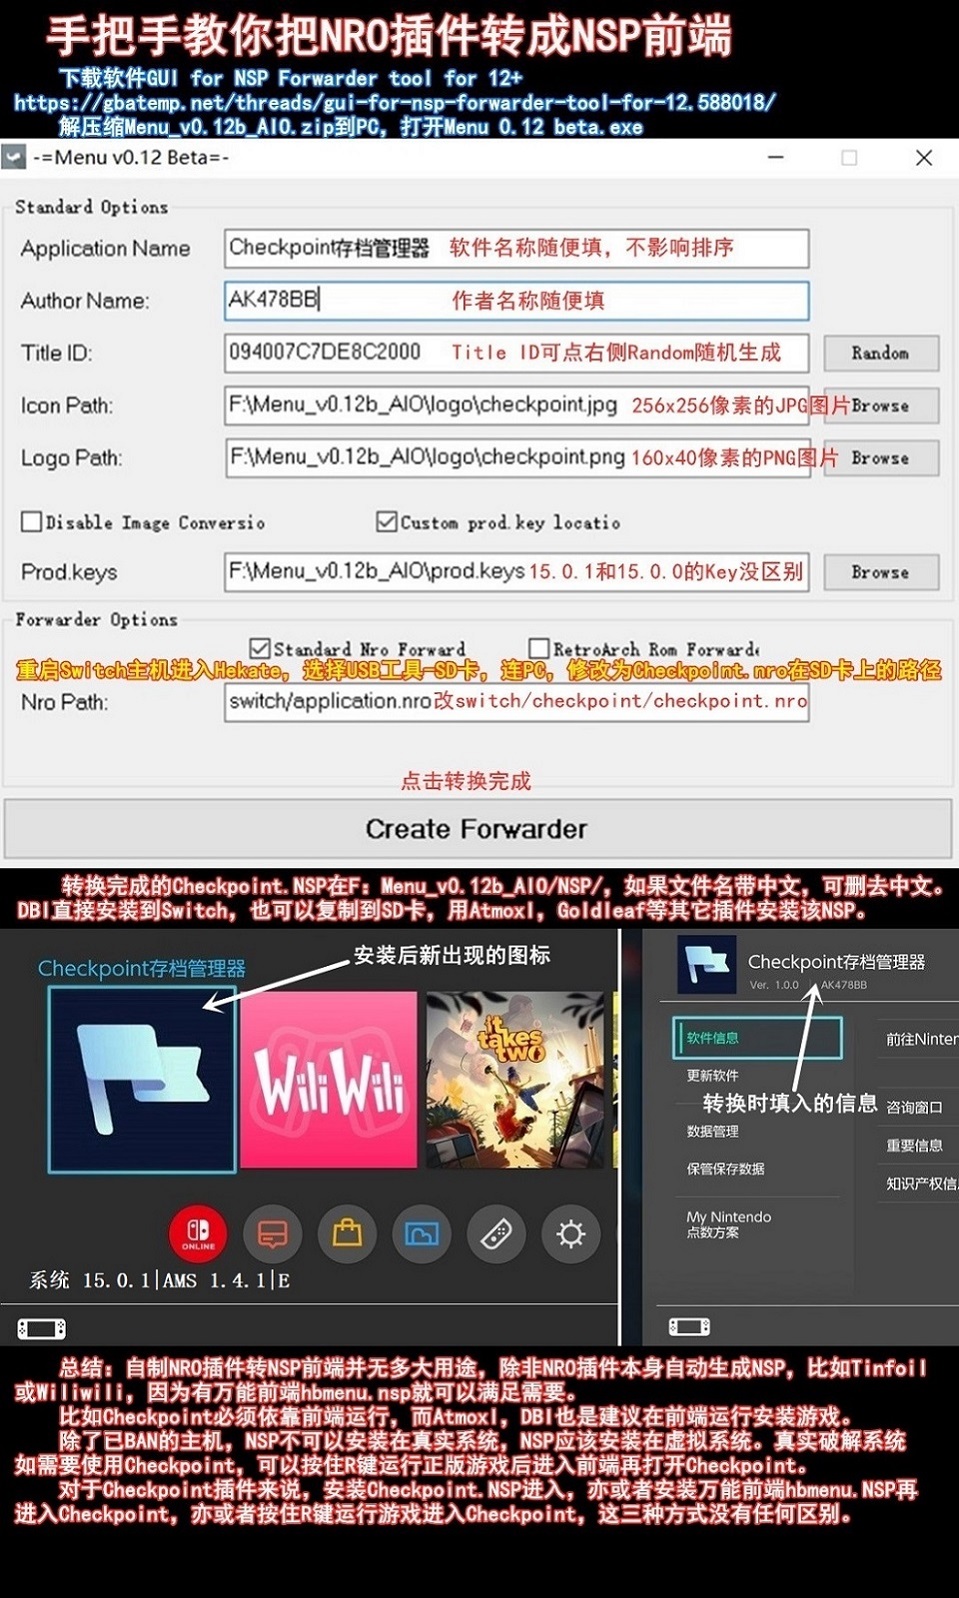 手把手教你把NRO插件转成NSP前端
下载软件GUI for NSP Forwarder tool for 12+
https://gbatemp.net/threads/gui-for-nsp-forwarder-tool-for-12.588018/
解压缩Menu_v0.12b_AIO.zip到PC，打开Menu 0.12 beta.exe
-=Menu v0.12 Beta=-
Standard Options
Application Name Checkpoint存档管理器 软件名称随便填，不影响排序
Author Name: AK478BB 作者名称随便填
Title ID: 094007C7DE8C2000 Title ID可点右侧Random随机生成 Random
Icon Path: F:\Menu_v0.12b_AIO\logo\checkpoint.jpg 256x256像素的JPG图片 Browse
Logo Path: F:\Menu_v0.12b_AIO\logo\checkpoint.png 160x40像素的PNG图片 Browse
Disable Image Conversio Custom prod.key locatio
Prod.keys F:\Menu_v0.12b_AIO\prod.keys 15.0.1和15.0.0的Key没区别 Browse
Forwarder Options
Standard Nro Forward RetroArch Rom Forwarde
重启Switch主机进入Hekate，选择USB工具-SD卡，连PC，修改为Checkpoint.nro在SD卡上的路径
Nro Path: switch/application.nro 改switch/checkpoint/checkpoint.nro
点击转换完成
Create Forwarder
转换完成的Checkpoint.NSP在F：Menu_v0.12b_AIO/NSP/，如果文件名带中文，可删去中文。
DBI直接安装到Switch，也可以复制到SD卡，用Atmoxl，Goldleaf等其它插件安装该NSP。
安装后新出现的图标
Checkpoint存档管理器
Wili Wili
it takes two
ONLINE
系统 15.0.1|AMS 1.4.1|E
Checkpoint存档管理器
Ver. 1.0.0 | AK478BB
软件信息
更新软件
转换时填入的信息
数据管理
保管保存数据
My Nintendo
点数方案
前往Ninten
咨询窗口
重要信息
知识产权信息
总结：自制NRO插件转NSP前端并无多大用途，除非NRO插件本身自动生成NSP，比如Tinfoil
或Wiliwili，因为有万能前端hbmenu.nsp就可以满足需要。
比如Checkpoint必须依靠前端运行，而Atmoxl，DBI也是建议在前端运行安装游戏。
除了已BAN的主机，NSP不可以安装在真实系统，NSP应该安装在虚拟系统。真实破解系统
如需要使用Checkpoint，可以按住R键运行正版游戏后进入前端再打开Checkpoint。
对于Checkpoint插件来说，安装Checkpoint.NSP进入，亦或者安装万能前端hbmenu.NSP再
进入Checkpoint，亦或者按住R键运行游戏进入Checkpoint，这三种方式没有任何区别。